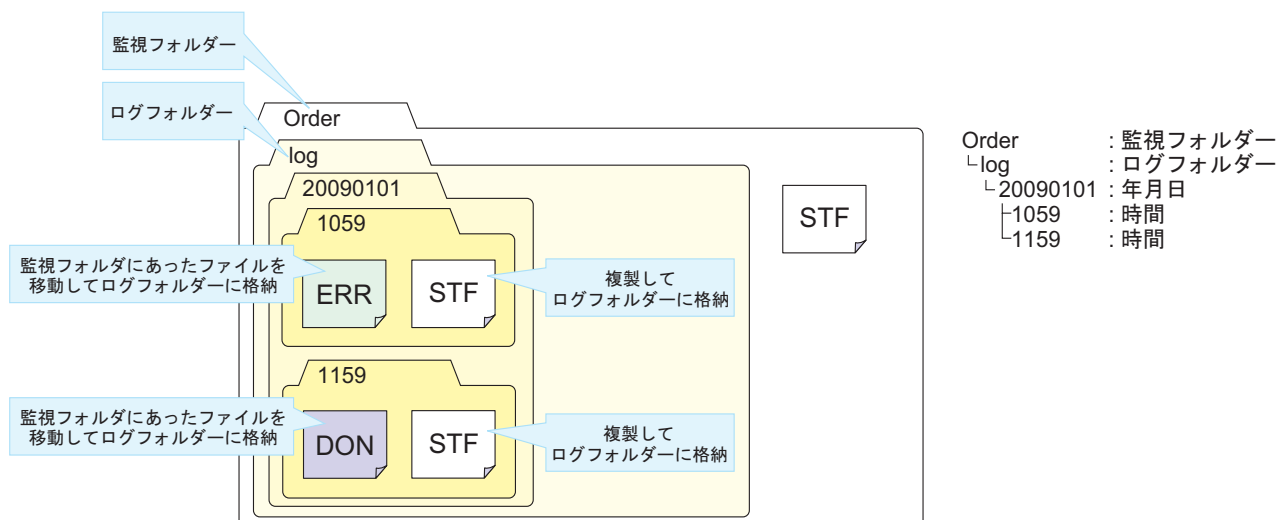 監視フォルダー
ログフォルダー
Order
log
20090101
1059
監視フォルダにあったファイルを
移動してログフォルダーに格納
ERR
STF
複製して
ログフォルダーに格納
1159
監視フォルダにあったファイルを
移動してログフォルダーに格納
DON
STF
複製して
ログフォルダーに格納
STF
Order : 監視フォルダー
└log : ログフォルダー
└20090101 : 年月日
├1059 : 時間
└1159 : 時間